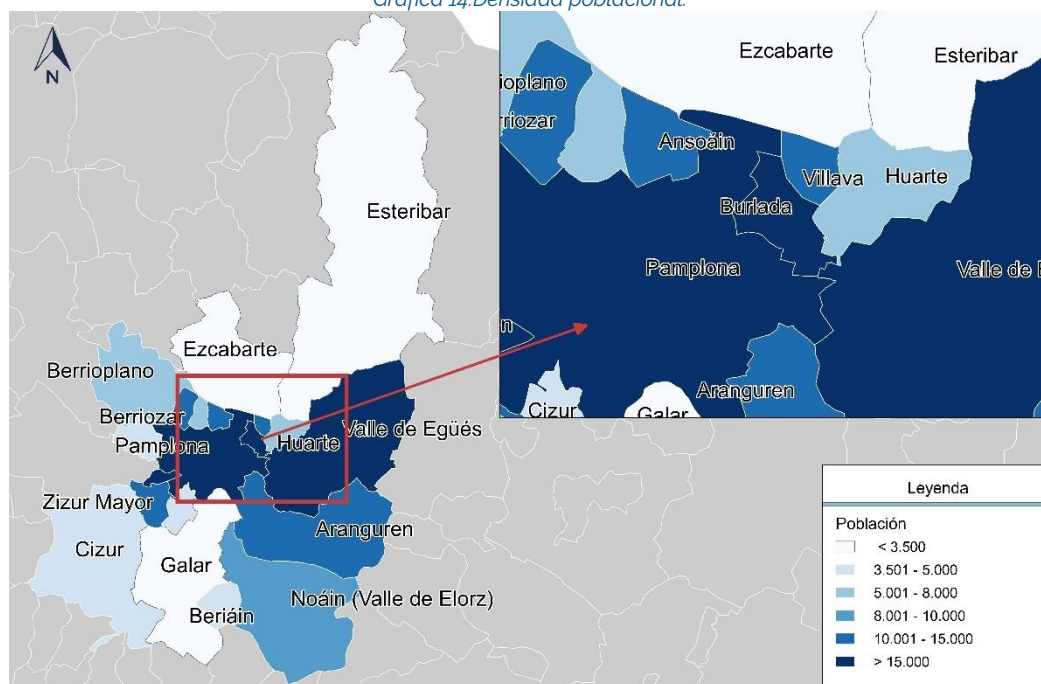 Gráfica 14.Densidad poblacional.
N
Esteribar
Ezcabarte
Berrioplano
Berriozar
Pamplona
Huarte
Valle de Egüés
Zizur Mayor
Aranguren
Cizur
Galar
Noáin (Valle de Elorz)
Beriáin
Ezcabarte
Esteribar
ioplano
rriozar
Ansoáin
Villava
Huarte
Burlada
Pamplona
Valle de E
n
Aranguren
Cizur
Galar
Leyenda
Población
< 3.500
3.501 - 5.000
5.001 - 8.000
8.001 - 10.000
10.001 - 15.000
> 15.000